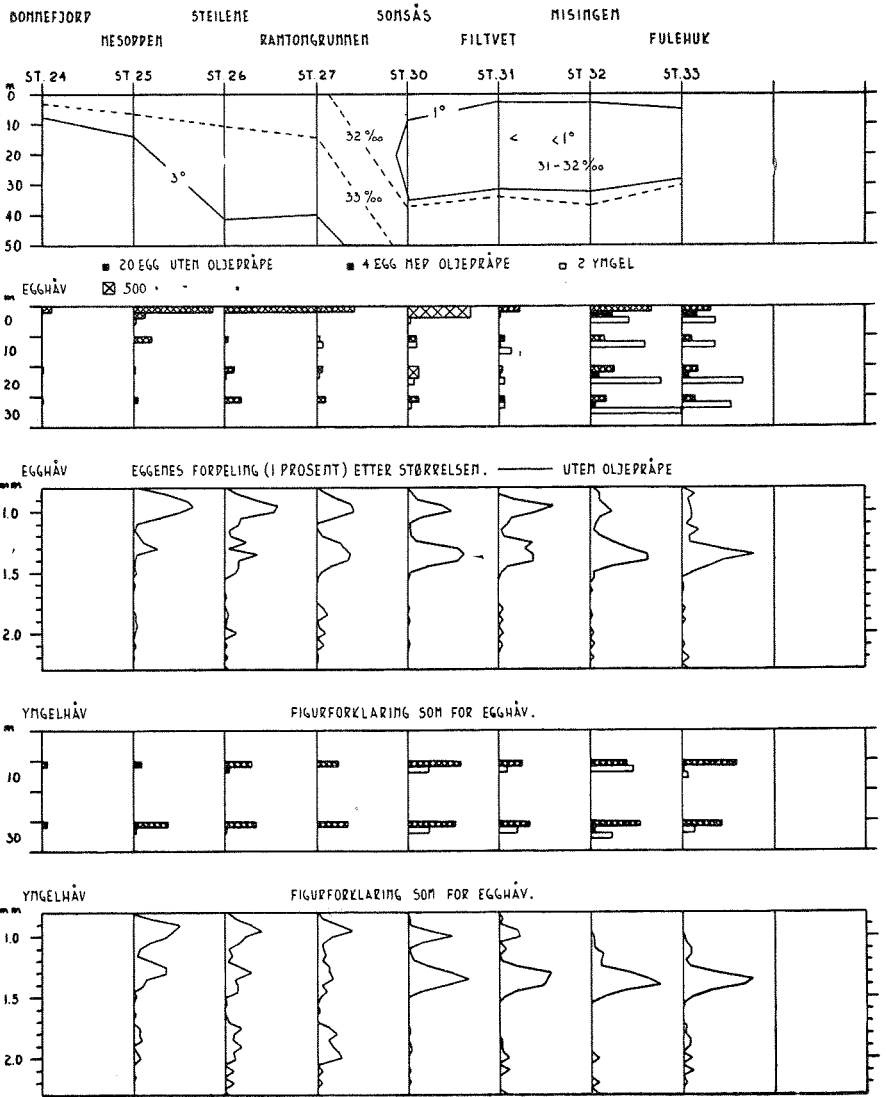 BONNEFJORD STEILENE SONSÅS MISINGEN
NESODDEN RAMTONGRUNNEN FILTVET FULEHUK
ST. 24 ST. 25 ST. 26 ST. 27 ST. 30 ST. 31 ST. 32 ST. 33
m
0
10
20
30
40
50
3°
32 ‰
33 ‰
1°
< <1°
31-32 ‰
20 EGG UTEN OLJEDRÅPE 4 EGG MED OLJEDRÅPE 2 YNGEL
EGGHÅV 500 " - "
m
0
10
20
30
EGGHÅV EGGENES FORDELING (I PROSENT) ETTER STØRRELSEN. UTEN OLJEDRÅPE
mm
1.0
1.5
2.0
YNGELHÅV FIGURFORKLARING SOM FOR EGGHÅV.
m
10
30
YNGELHÅV FIGURFORKLARING SOM FOR EGGHÅV.
mm
1.0
1.5
2.0